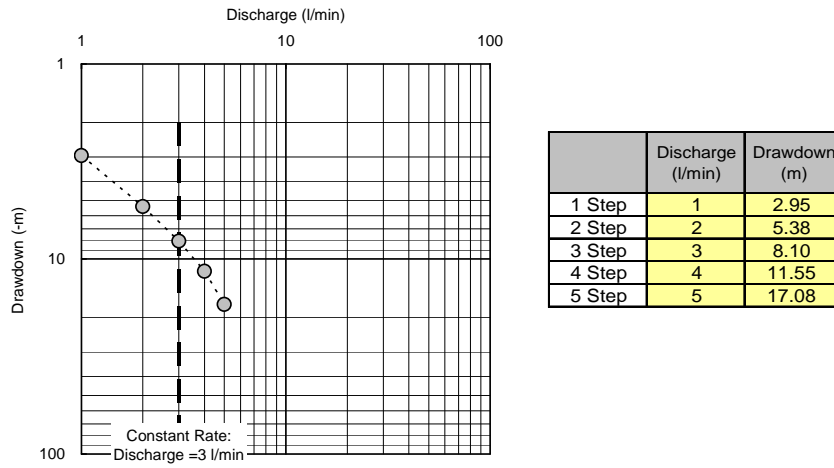 Discharge (l/min)
1 10 100
1
10
100
Drawdown (-m)
Constant Rate:
Discharge =3 l/min
Discharge Drawdown
(l/min) (m)
1 Step 1 2.95
2 Step 2 5.38
3 Step 3 8.10
4 Step 4 11.55
5 Step 5 17.08